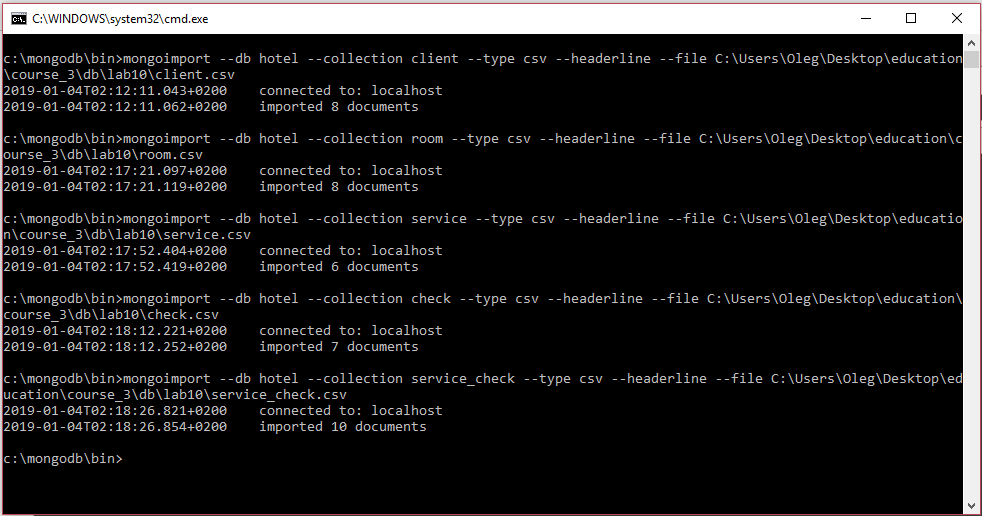 C:\WINDOWS\system32\cmd.exe
c:\mongodb\bin>mongoimport --db hotel --collection client --type csv --headerline --file C:\Users\Oleg\Desktop\education
\course_3\db\lab10\client.csv
2019-01-04T02:12:11.043+0200    connected to: localhost
2019-01-04T02:12:11.062+0200    imported 8 documents
c:\mongodb\bin>mongoimport --db hotel --collection room --type csv --headerline --file C:\Users\Oleg\Desktop\education\c
ourse_3\db\lab10\room.csv
2019-01-04T02:17:21.097+0200    connected to: localhost
2019-01-04T02:17:21.119+0200    imported 8 documents
c:\mongodb\bin>mongoimport --db hotel --collection service --type csv --headerline --file C:\Users\Oleg\Desktop\educatio
n\course_3\db\lab10\service.csv
2019-01-04T02:17:52.404+0200    connected to: localhost
2019-01-04T02:17:52.419+0200    imported 6 documents
c:\mongodb\bin>mongoimport --db hotel --collection check --type csv --headerline --file C:\Users\Oleg\Desktop\education\
course_3\db\lab10\check.csv
2019-01-04T02:18:12.221+0200    connected to: localhost
2019-01-04T02:18:12.252+0200    imported 7 documents
c:\mongodb\bin>mongoimport --db hotel --collection service_check --type csv --headerline --file C:\Users\Oleg\Desktop\ed
ucation\course_3\db\lab10\service_check.csv
2019-01-04T02:18:26.821+0200    connected to: localhost
2019-01-04T02:18:26.854+0200    imported 10 documents
c:\mongodb\bin>